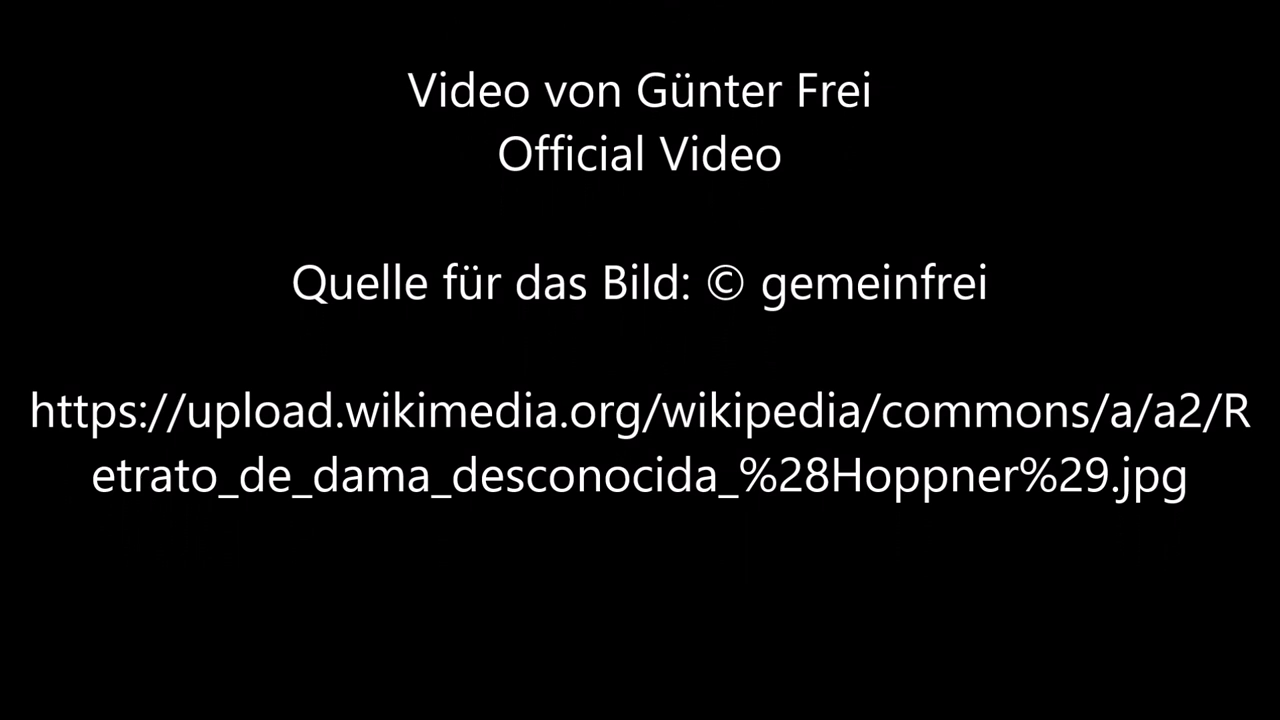 Video von Günter Frei
Official Video
Quelle für das Bild: © gemeinfrei
https://upload.wikimedia.org/wikipedia/commons/a/a2/R
etrato_de_dama_desconocida_%28Hoppner%29.jpg